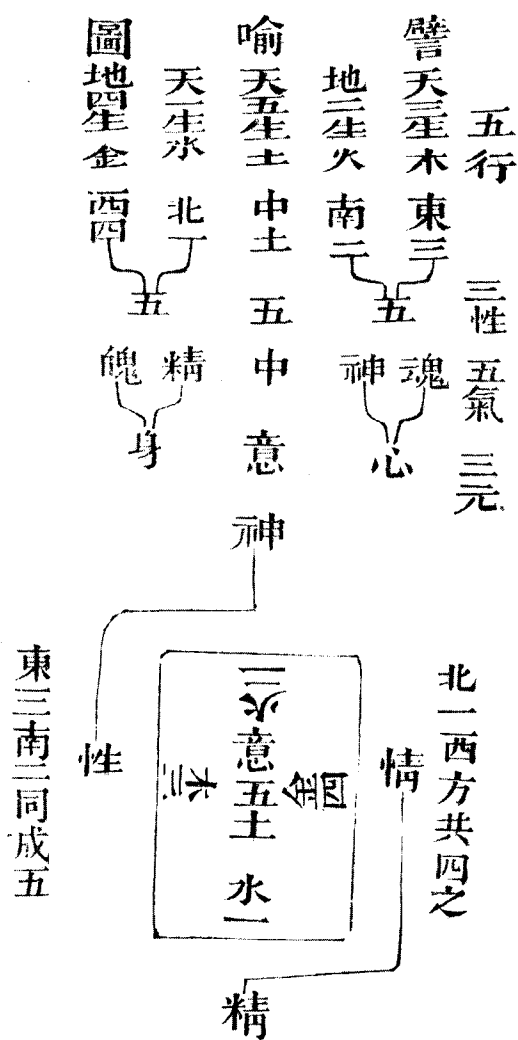 五行 三性 五氣 三元
譬 天三生木 東三 魂
五 心
地二生火 南二 神
喻 天五生土 中土 五 中 意 神
天一生水 北一 精
五 身
圖 地四生金 西四 魄
北一西方共四之
情
四金
二火 意五土 水一
木三
性
東三南二同成五
精